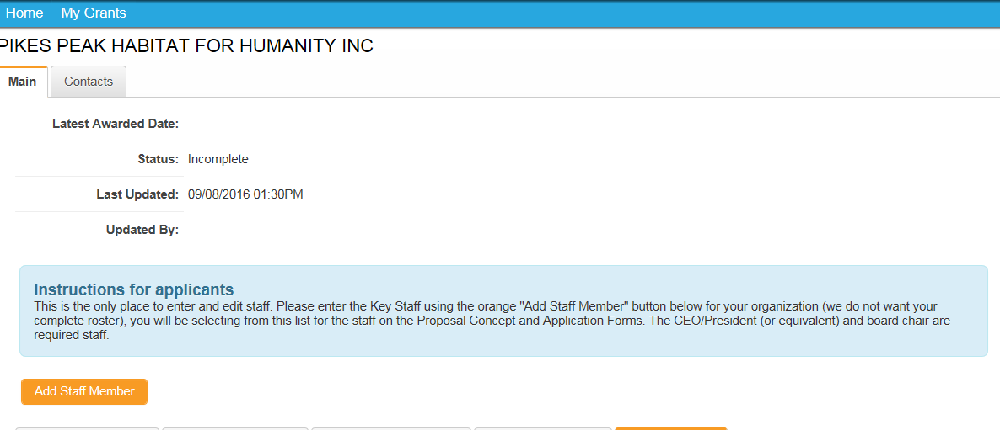 Home My Grants
PIKES PEAK HABITAT FOR HUMANITY INC
Main Contacts
Latest Awarded Date:
Status: Incomplete
Last Updated: 09/08/2016 01:30PM
Updated By:
Instructions for applicants
This is the only place to enter and edit staff. Please enter the Key Staff using the orange "Add Staff Member" button below for your organization (we do not want your
complete roster), you will be selecting from this list for the staff on the Proposal Concept and Application Forms. The CEO/President (or equivalent) and board chair are
required staff.
Add Staff Member